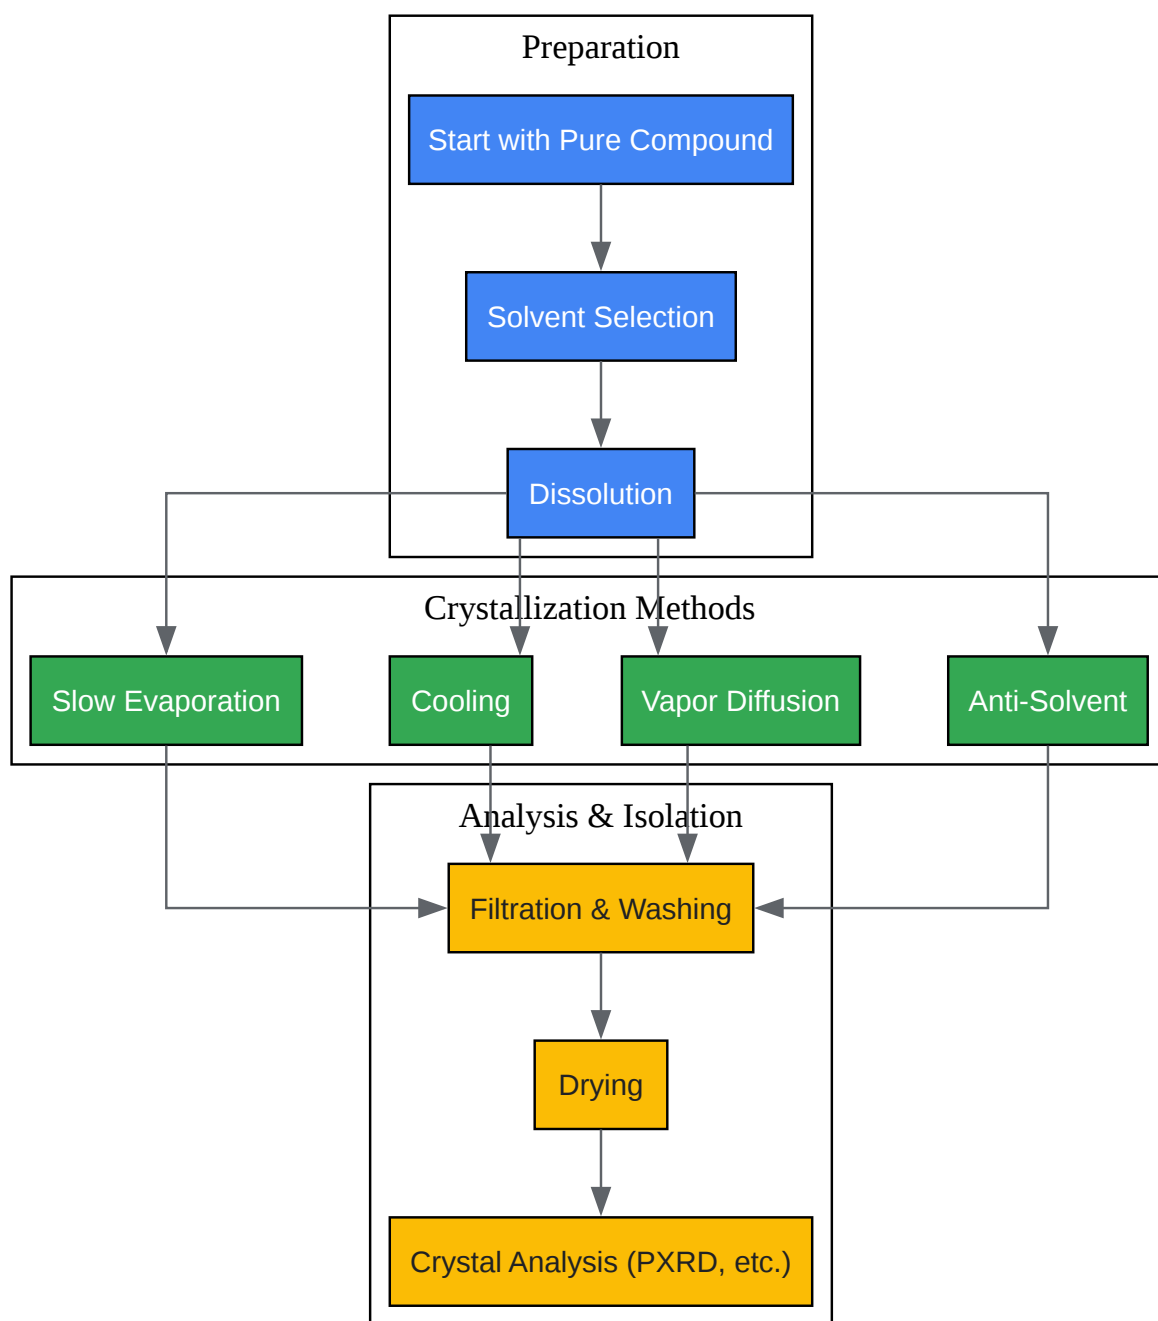 Preparation
Start with Pure Compound
Solvent Selection
Dissolution
Crystallization Methods
Slow Evaporation
Cooling
Vapor Diffusion
Anti-Solvent
Analysis & Isolation
Filtration & Washing
Drying
Crystal Analysis (PXRD, etc.)